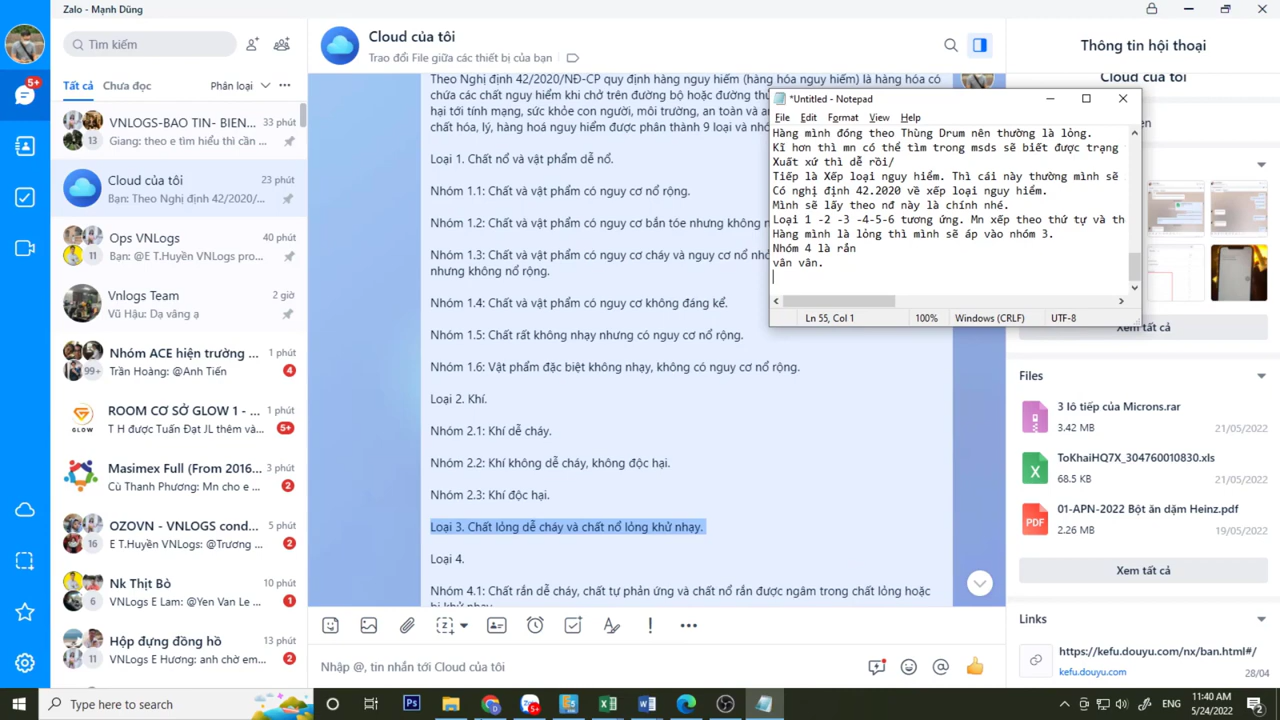 Zalo - Mạnh Dũng
Tìm kiếm
Tất cả
Chưa đọc
Phân loại
5+
VNLOGS-BAO TIN- BIEN...
33 phút
13
Giang: theo e tìm hiểu thì cần ...
Cloud của tôi
23 phút
Bạn: Theo Nghị định 42/2020/...
Ops VNLogs
40 phút
11
Bạn: @E T.Huyền VNLogs pro...
Vnlogs Team
2 giờ
Vũ Hậu: Dạ vâng ạ
Nhóm ACE hiện trường ...
1 phút
99+
Trần Hoàng: @Anh Tiến
4
ROOM CƠ SỞ GLOW 1 - ...
1 phút
GLOW
T H được Tuấn Đạt JL thêm và...
5+
Masimex Full (From 2016...
3 phút
Cù Thanh Phương: Mn cho e ...
2
OZOVN - VNLOGS cond...
8 phút
16
E T.Huyền VNLogs: @Trương ...
2
Nk Thịt Bò
10 phút
6
VNLogs E Lam: @Yen Van Le ...
1
Hộp đựng đồng hồ
13 phút
11
VNLogs E Hương: anh chờ em...
2
Cloud của tôi
Trao đổi File giữa các thiết bị của bạn
Theo Nghị định 42/2020/NĐ-CP quy định hàng nguy hiểm (hàng hóa nguy hiểm) là hàng hóa có
chứa các chất nguy hiểm khi chở trên đường bộ hoặc đường thủ
hại tới tính mạng, sức khỏe con người, môi trường, an toàn và an
chất hóa, lý, hàng hoá nguy hiểm được phân thành 9 loại và nhó
Loại 1. Chất nổ và vật phẩm dễ nổ.
Nhóm 1.1: Chất và vật phẩm có nguy cơ nổ rộng.
Nhóm 1.2: Chất và vật phẩm có nguy cơ bắn tóe nhưng không n
Nhóm 1.3: Chất và vật phẩm có nguy cơ cháy và nguy cơ nổ nhỏ
nhưng không nổ rộng.
Nhóm 1.4: Chất và vật phẩm có nguy cơ không đáng kể.
Nhóm 1.5: Chất rất không nhạy nhưng có nguy cơ nổ rộng.
Nhóm 1.6: Vật phẩm đặc biệt không nhạy, không có nguy cơ nổ rộng.
Loại 2. Khí.
Nhóm 2.1: Khí dễ cháy.
Nhóm 2.2: Khí không dễ cháy, không độc hại.
Nhóm 2.3: Khí độc hại.
Loại 3. Chất lỏng dễ cháy và chất nổ lỏng khử nhạy.
Loại 4.
Nhóm 4.1: Chất rắn dễ cháy, chất tự phản ứng và chất nổ rắn được ngâm trong chất lỏng hoặc
bị khử nhạy.
Nhập @, tin nhắn tới Cloud của tôi
*Untitled - Notepad
File Edit Format View Help
Hàng mình đóng theo Thùng Drum nên thường là lỏng.
Kĩ hơn thì mn có thể tìm trong msds sẽ biết được trạng
Xuất xứ thì dễ rồi/
Tiếp là Xếp loại nguy hiểm. Thì cái này thường mình sẽ
Có nghị định 42.2020 về xếp loại nguy hiểm.
Mình sẽ lấy theo nđ này là chính nhé.
Loại 1 -2 -3 -4-5-6 tương ứng. Mn xếp theo thứ tự và th
Hàng mình là lỏng thì mình sẽ áp vào nhóm 3.
Nhóm 4 là rắn
vân vân.
Ln 55, Col 1
100%
Windows (CRLF)
UTF-8
Thông tin hội thoại
Cloud của tôi
Xem tất cả
Files
3 lô tiếp của Microns.rar
3.42 MB
21/05/2022
ToKhaiHQ7X_304760010830.xls
68.5 KB
21/05/2022
01-APN-2022 Bột ăn dặm Heinz.pdf
PDF
2.26 MB
19/05/2022
Xem tất cả
Links
https://kefu.douyu.com/nx/ban.html#/
kefu.douyu.com
28/04
Type here to search
Ps
5+
ENG
11:40 AM
5/24/2022
2